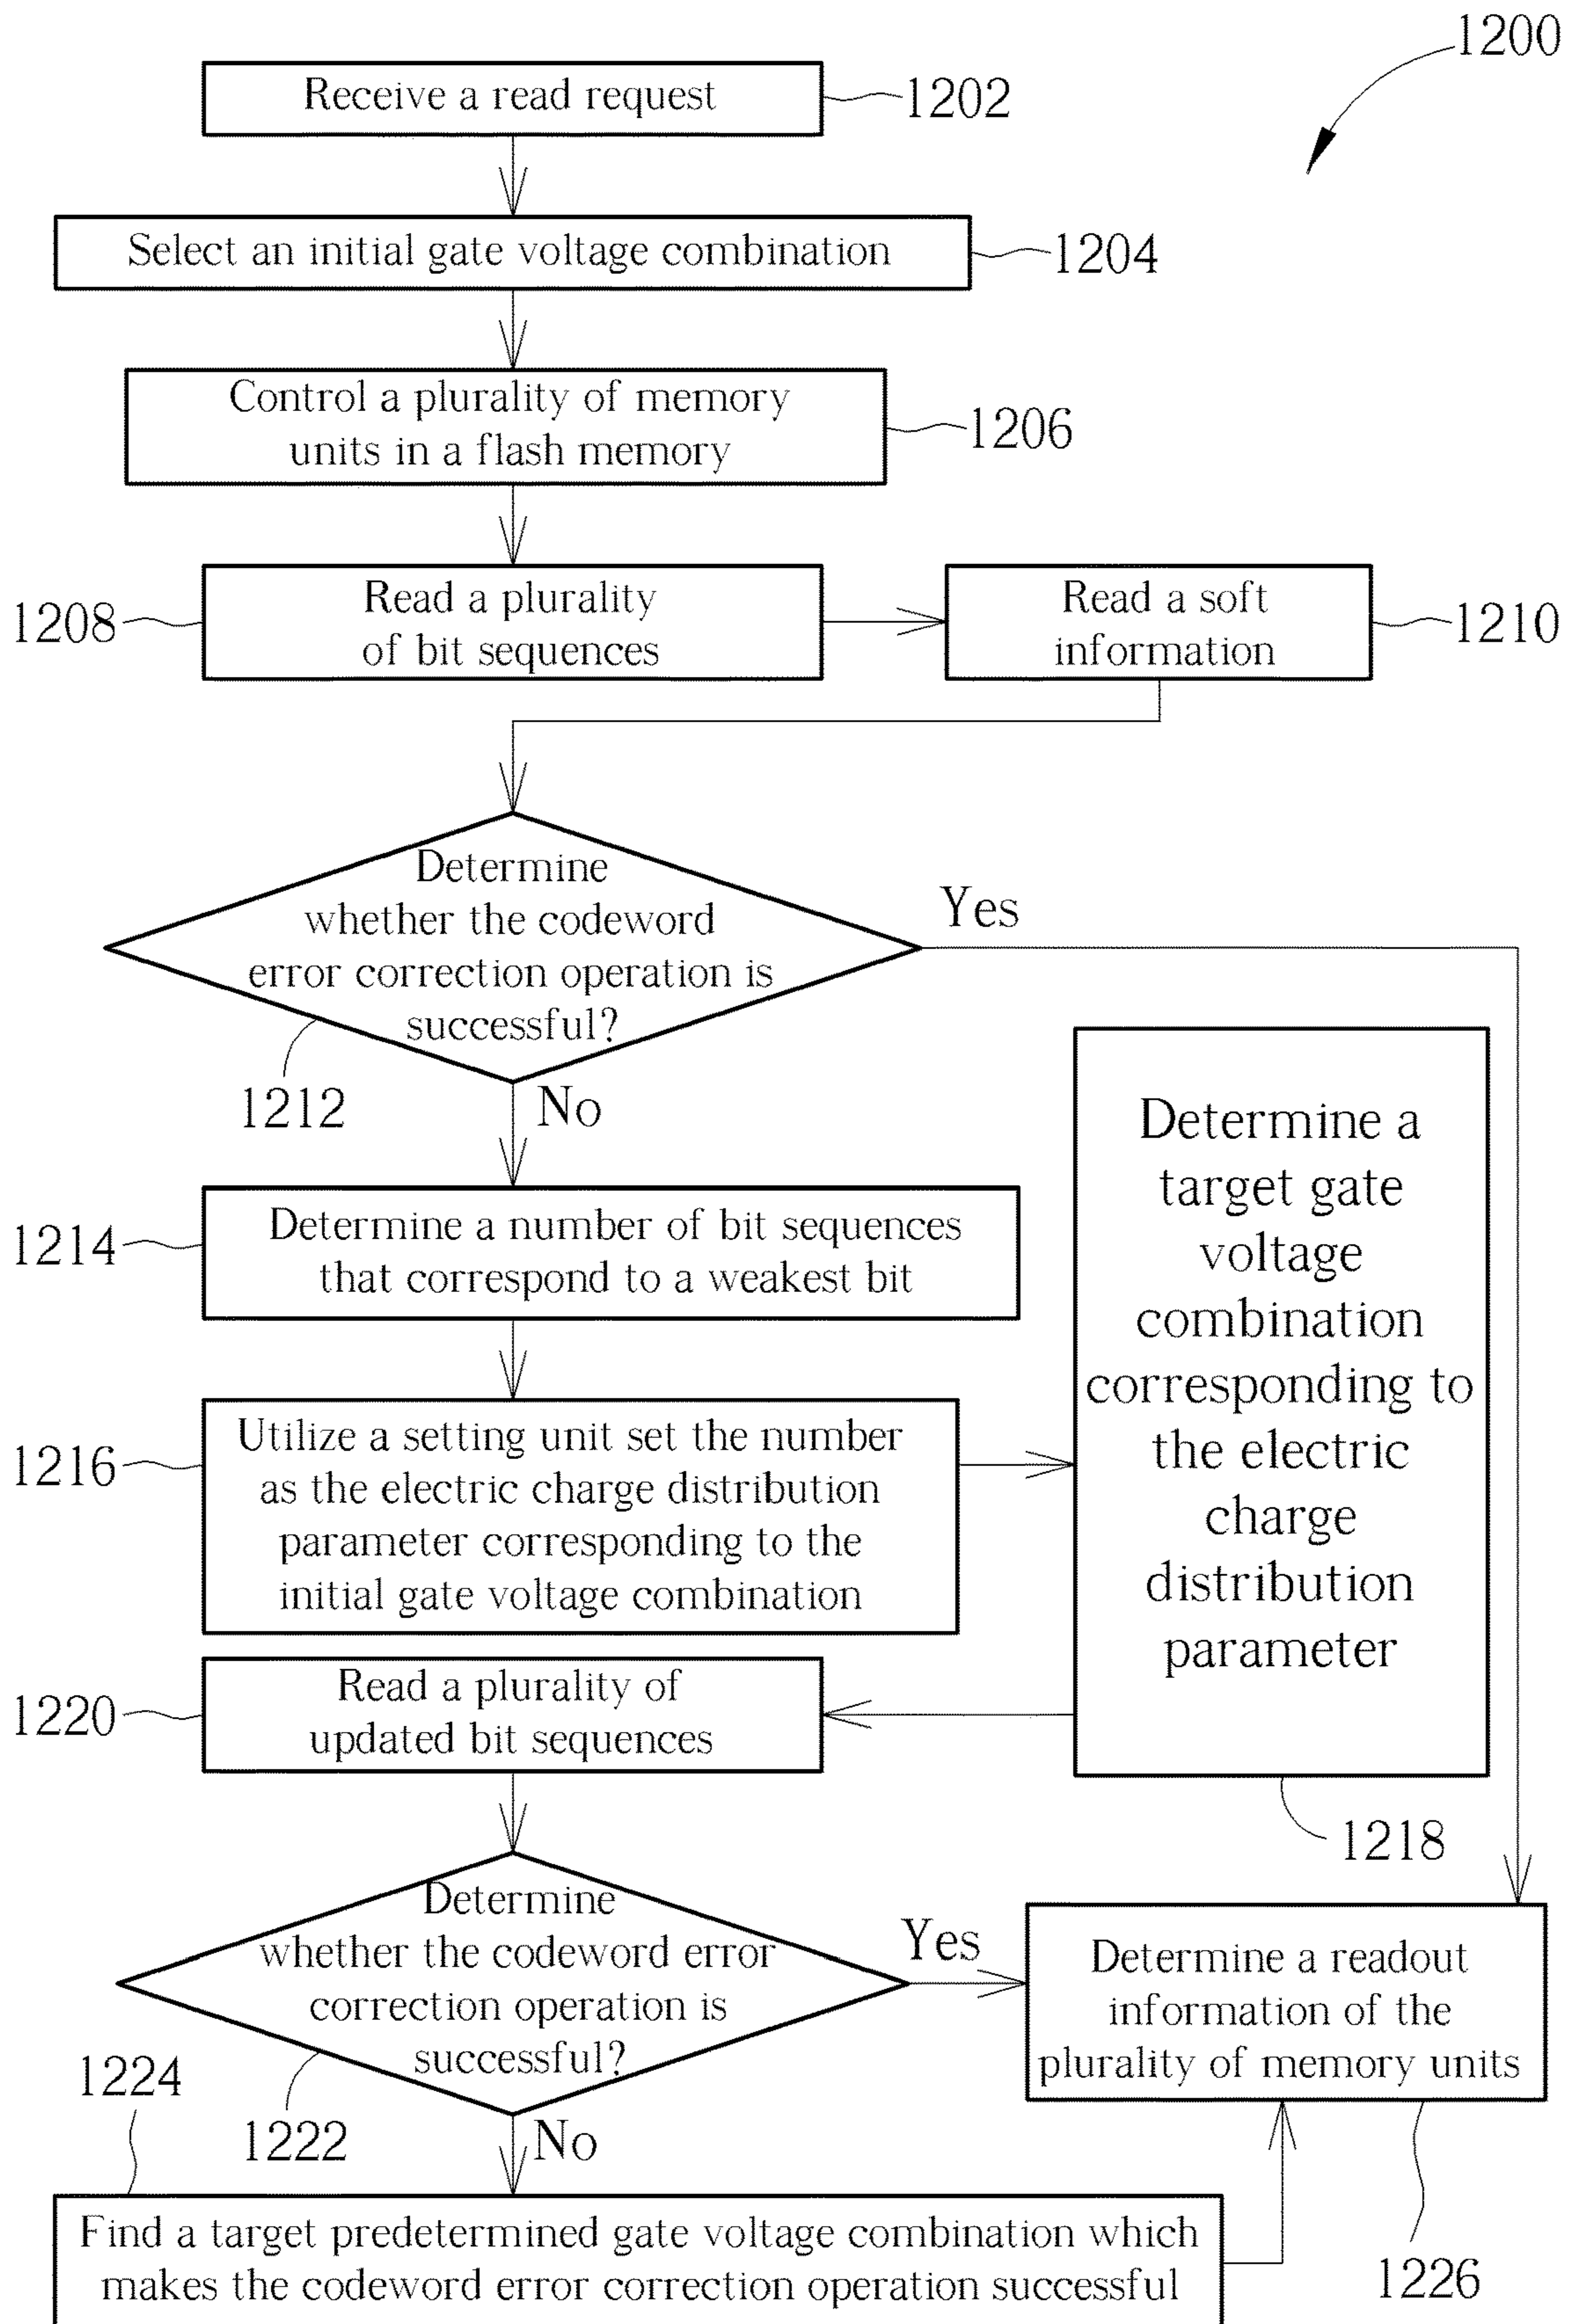 1200
Receive a read request
1202
Select an initial gate voltage combination
1204
Control a plurality of memory
units in a flash memory
1206
1208
Read a plurality
of bit sequences
Read a soft
information
1210
Determine
whether the codeword
error correction operation is
successful?
Yes
1212
No
1214
Determine a number of bit sequences
that correspond to a weakest bit
1216
Utilize a setting unit set the number
as the electric charge distribution
parameter corresponding to the
initial gate voltage combination
Determine a
target gate
voltage
combination
corresponding to
the electric
charge
distribution
parameter
1218
1220
Read a plurality of
updated bit sequences
Determine
whether the codeword error
correction operation is
successful?
Yes
1222
No
1224
Find a target predetermined gate voltage combination which
makes the codeword error correction operation successful
Determine a readout
information of the
plurality of memory units
1226